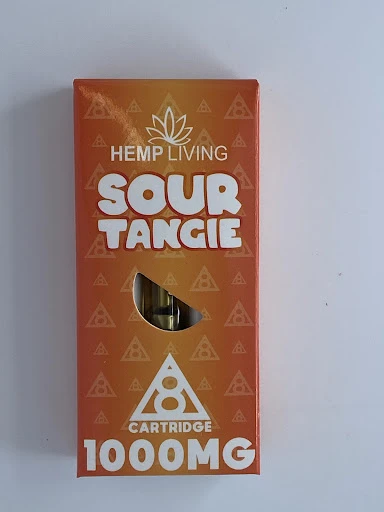 HEMP LIVING
SOUR
TANGIE
CARTRIDGE
1000MG